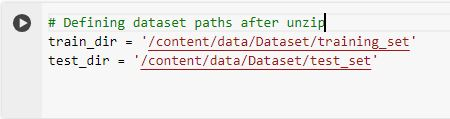 # Defining dataset paths after unzip
train_dir = '/content/data/Dataset/training_set'
test_dir = '/content/data/Dataset/test_set'